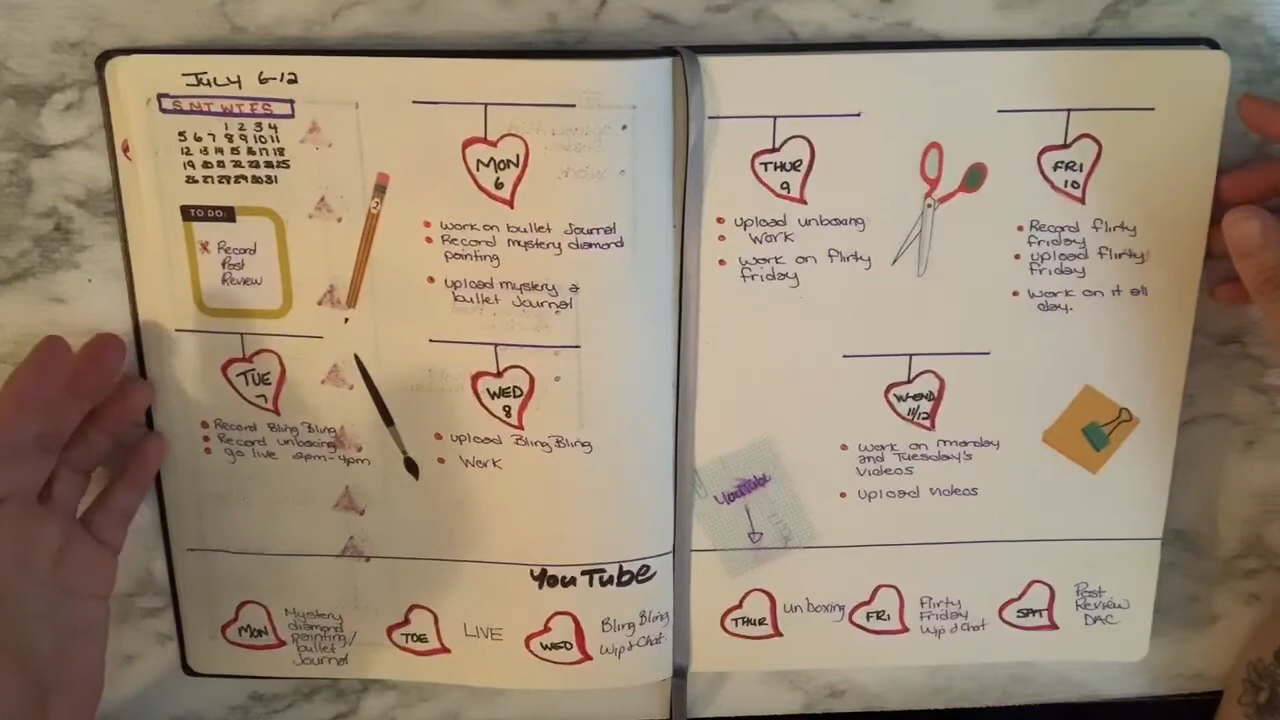 JULY 6-12
S M T W T F S
1 2 3 4
5 6 7 8 9 10 11
12 13 14 15 16 17 18
19 20 21 22 23 24 25
26 27 28 29 30 31
TO DO:
x Record
Post
Review
MON
6
work on bullet Journal
Record mystery diamond
painting
upload mystery &
bullet Journal
TUE
7
Record Bling Bling
Record unboxing
go live 2pm-4pm
WED
8
upload Bling Bling
Work
THUR
9
upload unboxing
Work
work on flirty
friday
FRI
10
Record flirty
friday
upload flirty
Friday
Work on it all
day.
W-END
11/12
Work on monday
and Tuesday's
videos
upload videos
YouTube
YouTube
MON
Mystery
diamond
Painting/
bullet
Journal
TUE
LIVE
WED
Bling Bling
Wip & Chat
THUR
unboxing
FRI
Flirty
Friday
Wip & Chat
SAT
Post
Review
DAC